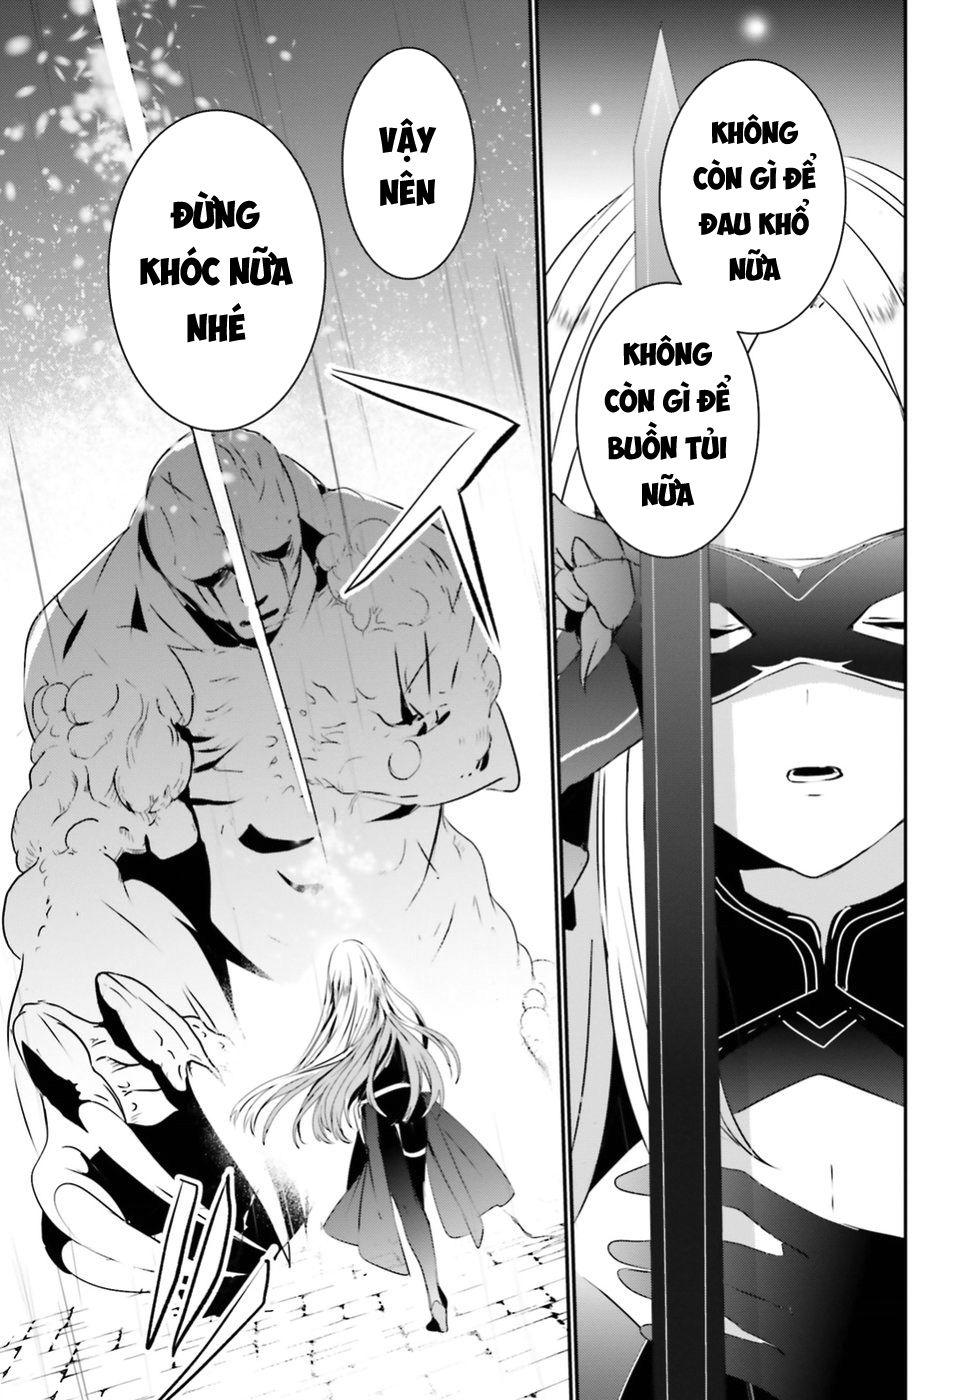 KHÔNG
CÒN GÌ ĐỂ
ĐAU KHỔ
NỮA
KHÔNG
CÒN GÌ ĐỂ
BUỒN TỦI
NỮA
VẬY
NÊN
ĐỪNG
KHÓC NỮA
NHÉ